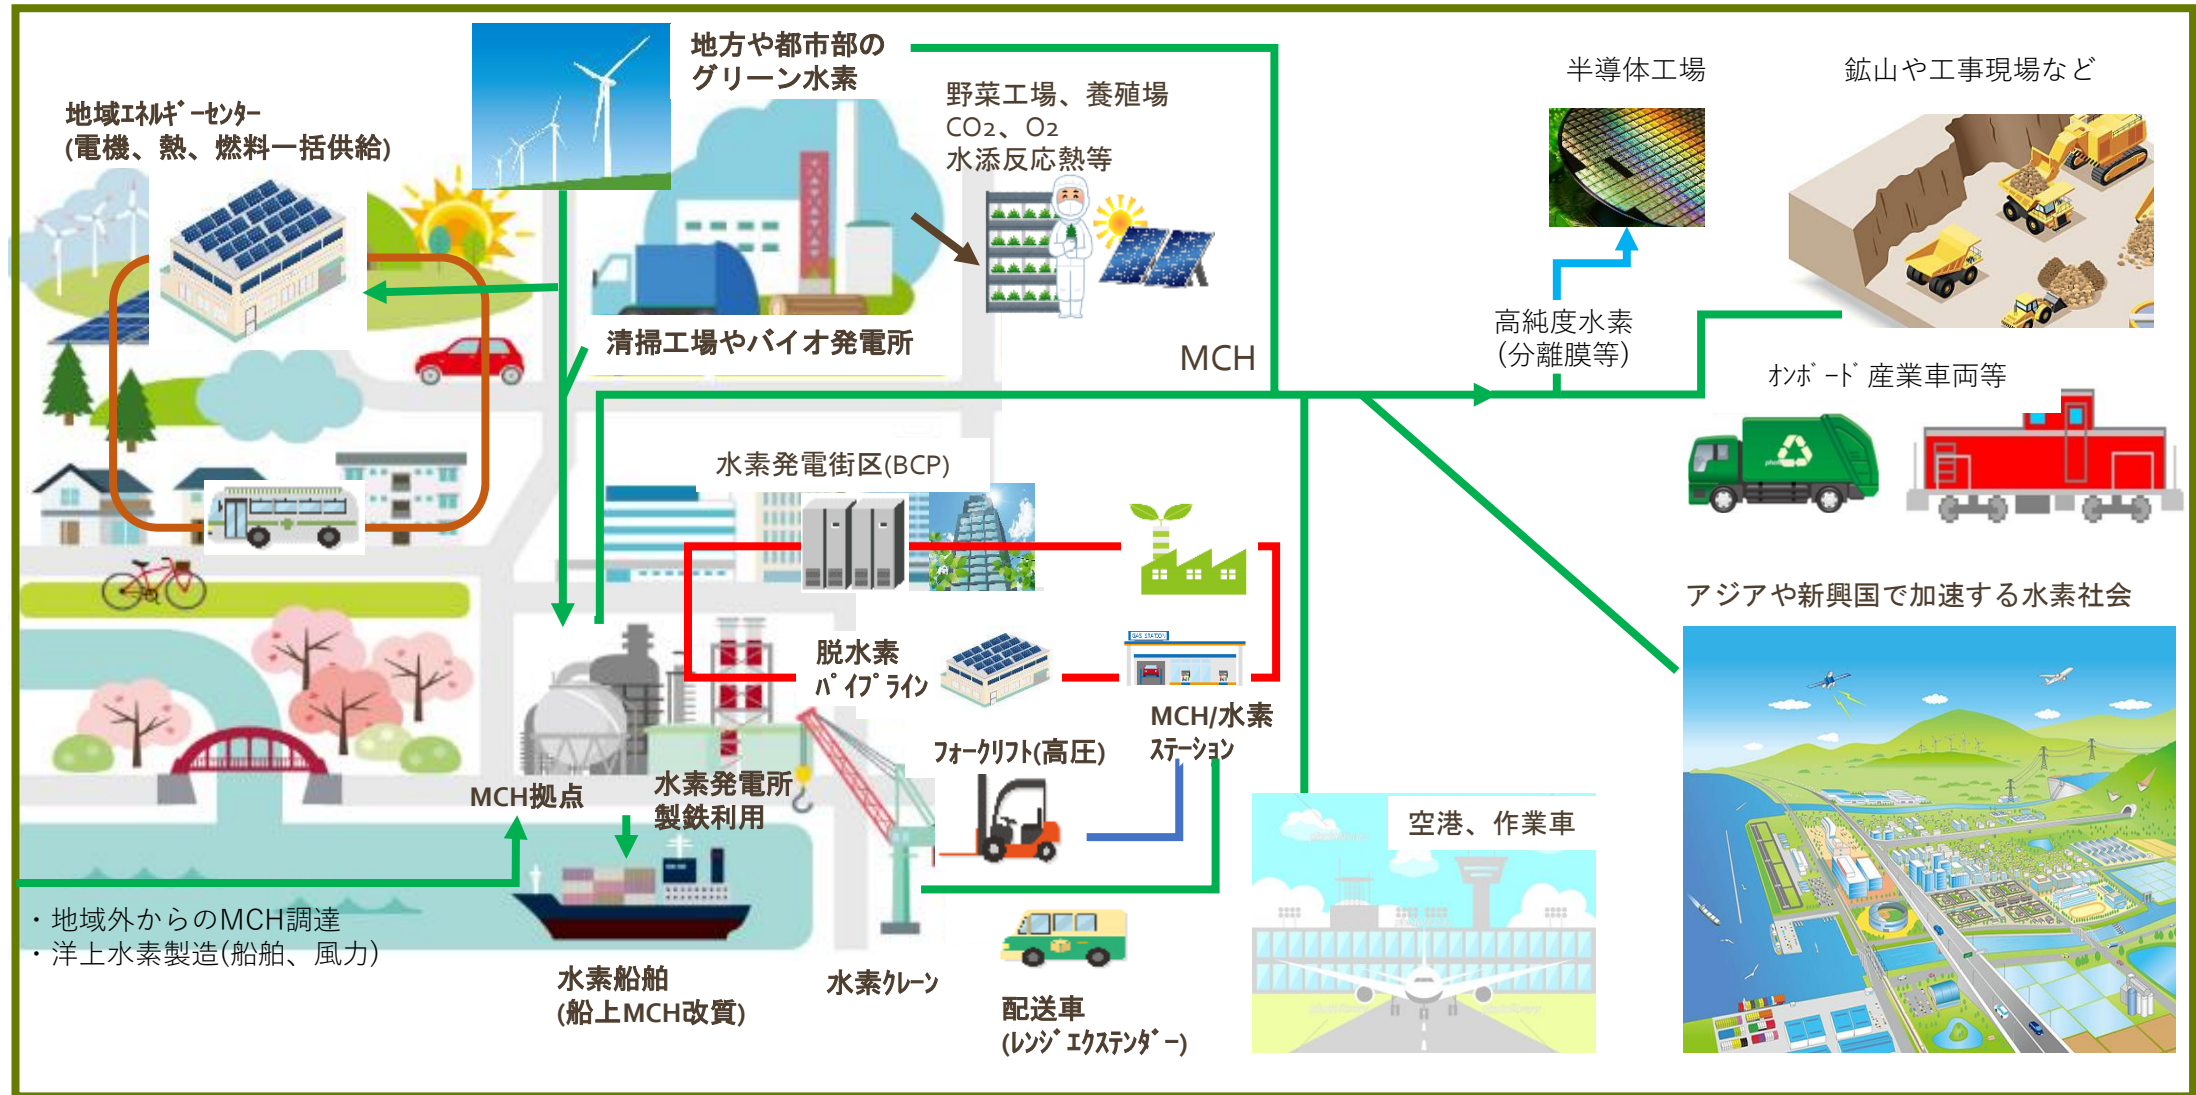 地方や都市部の
グリーン水素
地域エネルギーセンター
(電機、熱、燃料一括供給)
野菜工場、養殖場
CO2、O2
水添反応熱等
半導体工場
鉱山や工事現場など
清掃工場やバイオ発電所
MCH
高純度水素
(分離膜等)
オンボード産業車両等
水素発電街区(BCP)
アジアや新興国で加速する水素社会
GAS STATION
脱水素
パイプライン
MCH/水素
ステーション
フォークリフト(高圧)
MCH拠点
水素発電所
製鉄利用
空港、作業車
・地域外からのMCH調達
・洋上水素製造(船舶、風力)
水素船舶
(船上MCH改質)
水素クレーン
配送車
(レンジエクステンダー)